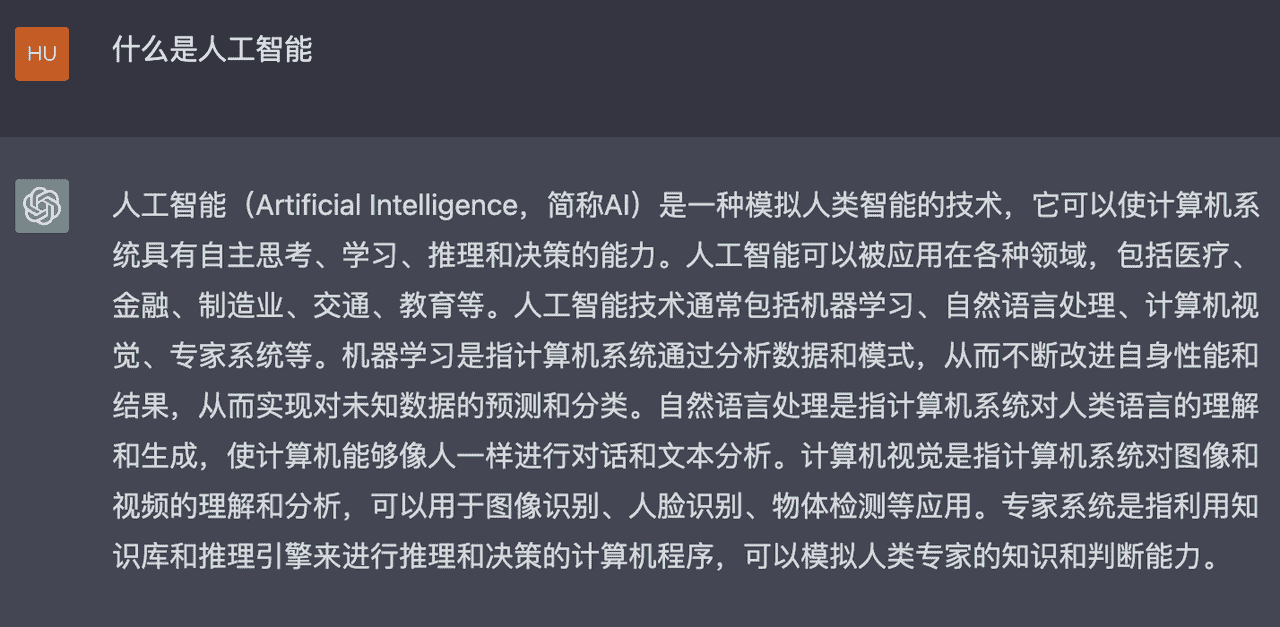 HU
什么是人工智能
人工智能（Artificial Intelligence，简称AI）是一种模拟人类智能的技术，它可以使计算机系
统具有自主思考、学习、推理和决策的能力。人工智能可以被应用在各种领域，包括医疗、
金融、制造业、交通、教育等。人工智能技术通常包括机器学习、自然语言处理、计算机视
觉、专家系统等。机器学习是指计算机系统通过分析数据和模式，从而不断改进自身性能和
结果，从而实现对未知数据的预测和分类。自然语言处理是指计算机系统对人类语言的理解
和生成，使计算机能够像人一样进行对话和文本分析。计算机视觉是指计算机系统对图像和
视频的理解和分析，可以用于图像识别、人脸识别、物体检测等应用。专家系统是指利用知
识库和推理引擎来进行推理和决策的计算机程序，可以模拟人类专家的知识和判断能力。